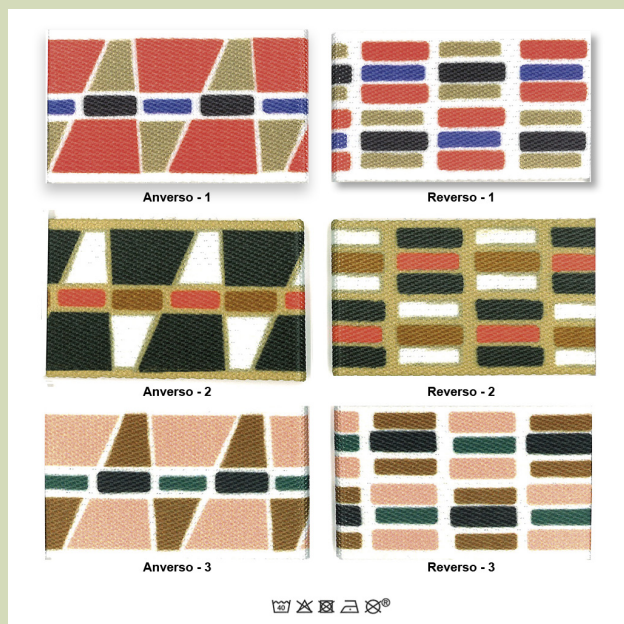 Anverso - 1
Reverso - 1
Anverso - 2
Reverso - 2
Anverso - 3
Reverso - 3
40 ®